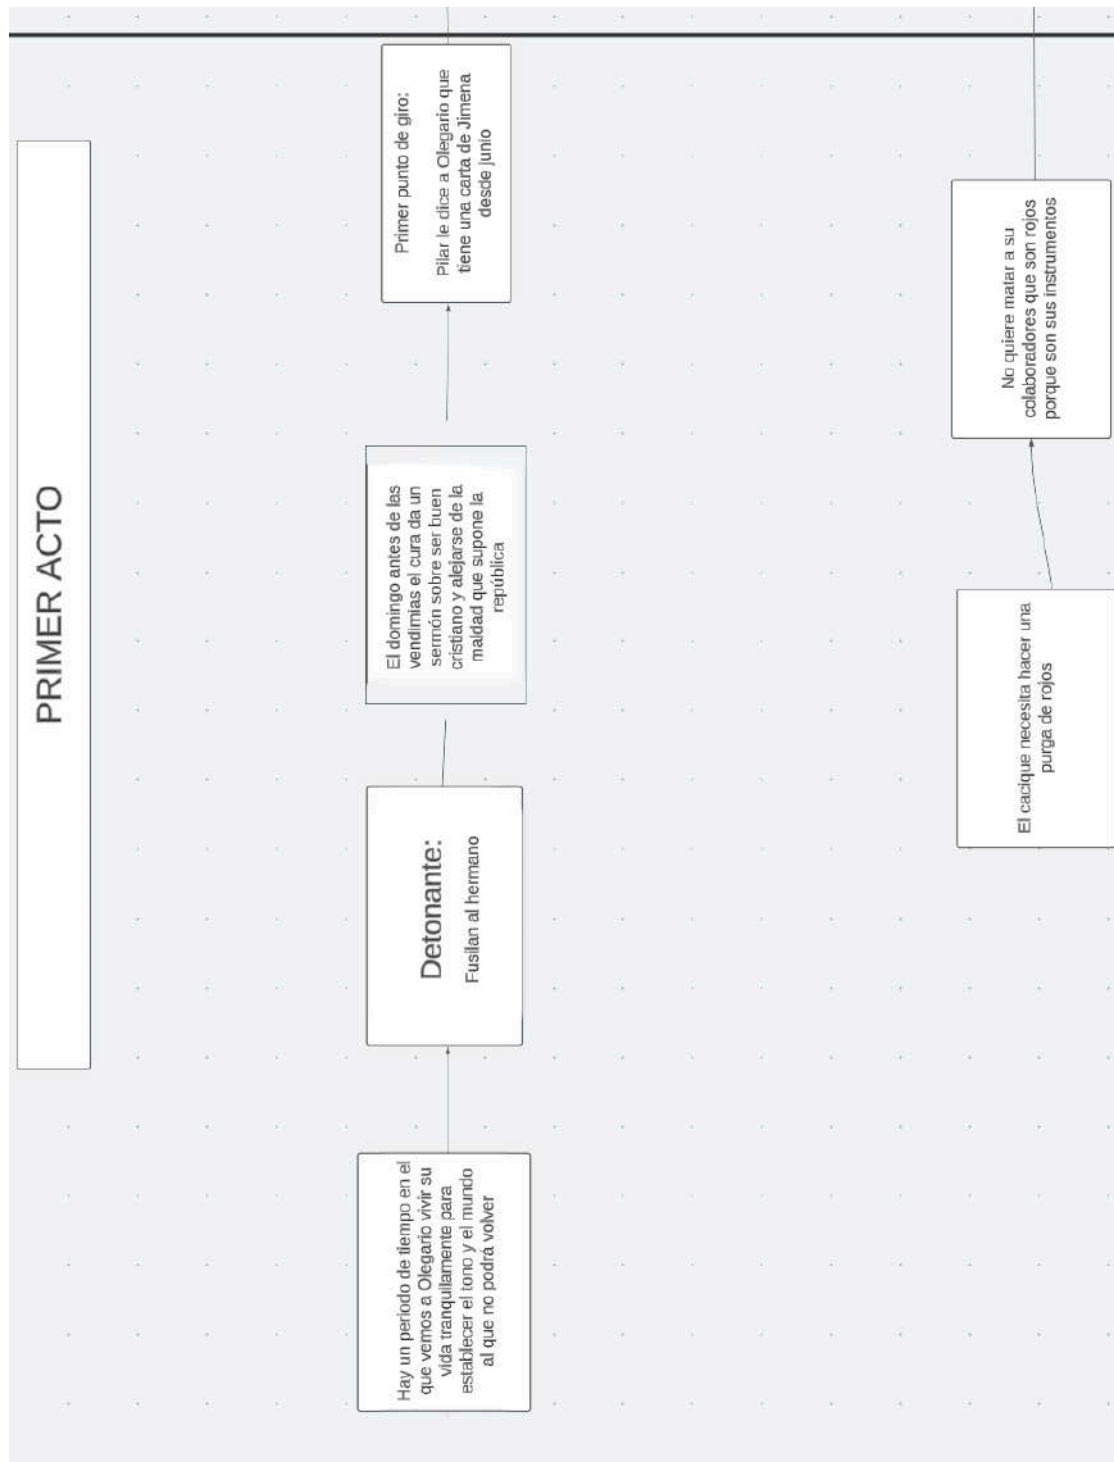 PRIMER ACTO
Hay un periodo de tiempo en el
que vemos a Olegario vivir su
vida tranquilamente para
establecer el tono y el mundo
al que no podrá volver
Detonante:
Fusilan al hermano
El domingo antes de las
vendimias el cura da un
sermón sobre ser buen
cristiano y alejarse de la
maldad que supone la
república
Primer punto de giro:
Pilar le dice a Olegario que
tiene una carta de Jimena
desde junio
El cacique necesita hacer una
purga de rojos
No quiere matar a su
colaboradores que son rojos
porque son sus instrumentos